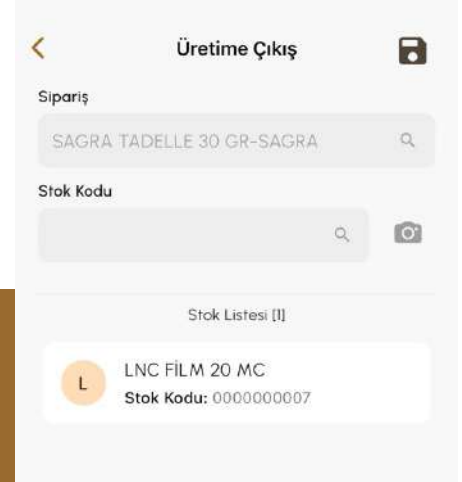 Üretime Çıkış
Sipariş
SAGRA TADELLE 30 GR-SAGRA
Stok Kodu
Stok Listesi [1]
L
LNC FİLM 20 MC
Stok Kodu: 0000000007